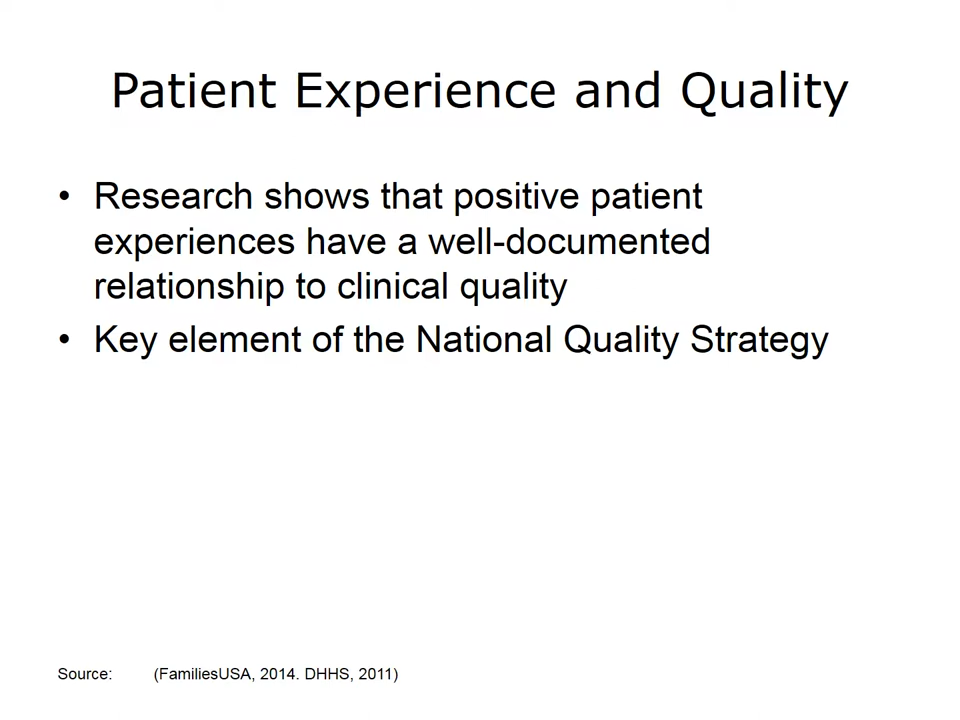 Patient Experience and Quality
• Research shows that positive patient
experiences have a well-documented
relationship to clinical quality
• Key element of the National Quality Strategy
Source: (FamiliesUSA, 2014. DHHS, 2011)